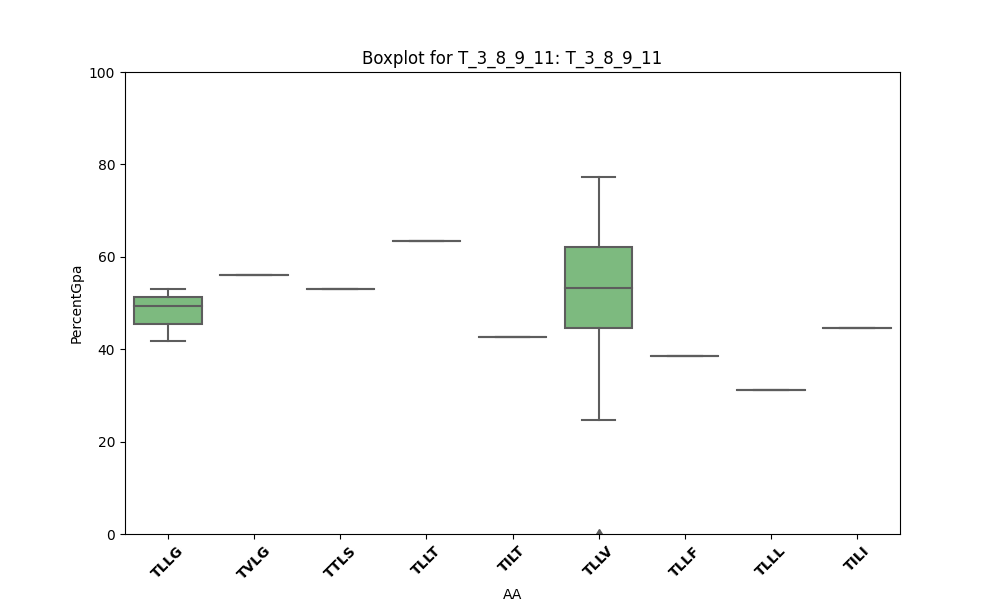 Boxplot for T_3_8_9_11: T_3_8_9_11
100
80
60
40
20
0
PercentGpa
TLLG TVLG TTLS TLLT TILT TLLV TLLF TLLL TILI
AA